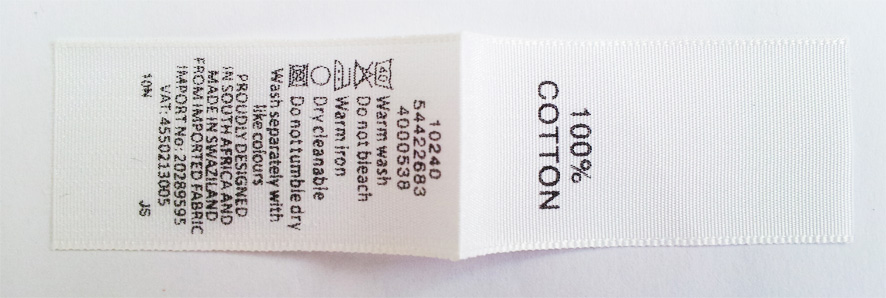 100%
COTTON
10240
54422683
4000538
40
Warm wash
Do not bleach
Warm iron
Dry cleanable
Do not tumble dry
Wash separately with
like colours
PROUDLY DESIGNED
IN SOUTH AFRICA AND
MADE IN SWAZILAND
FROM IMPORTED FABRIC
IMPORT No: 20289595
VAT: 4550213005
10N JS